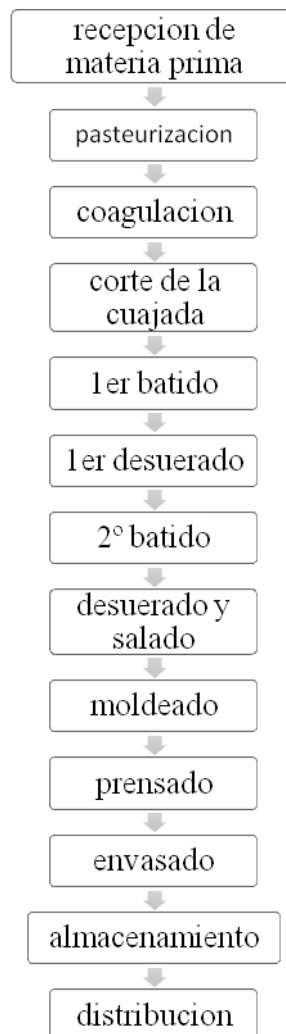 recepcion de
materia prima
pasteurizacion
coagulacion
corte de la
cuajada
1er batido
1er desuerado
2° batido
desuerado y
salado
moldeado
prensado
envasado
almacenamiento
distribucion